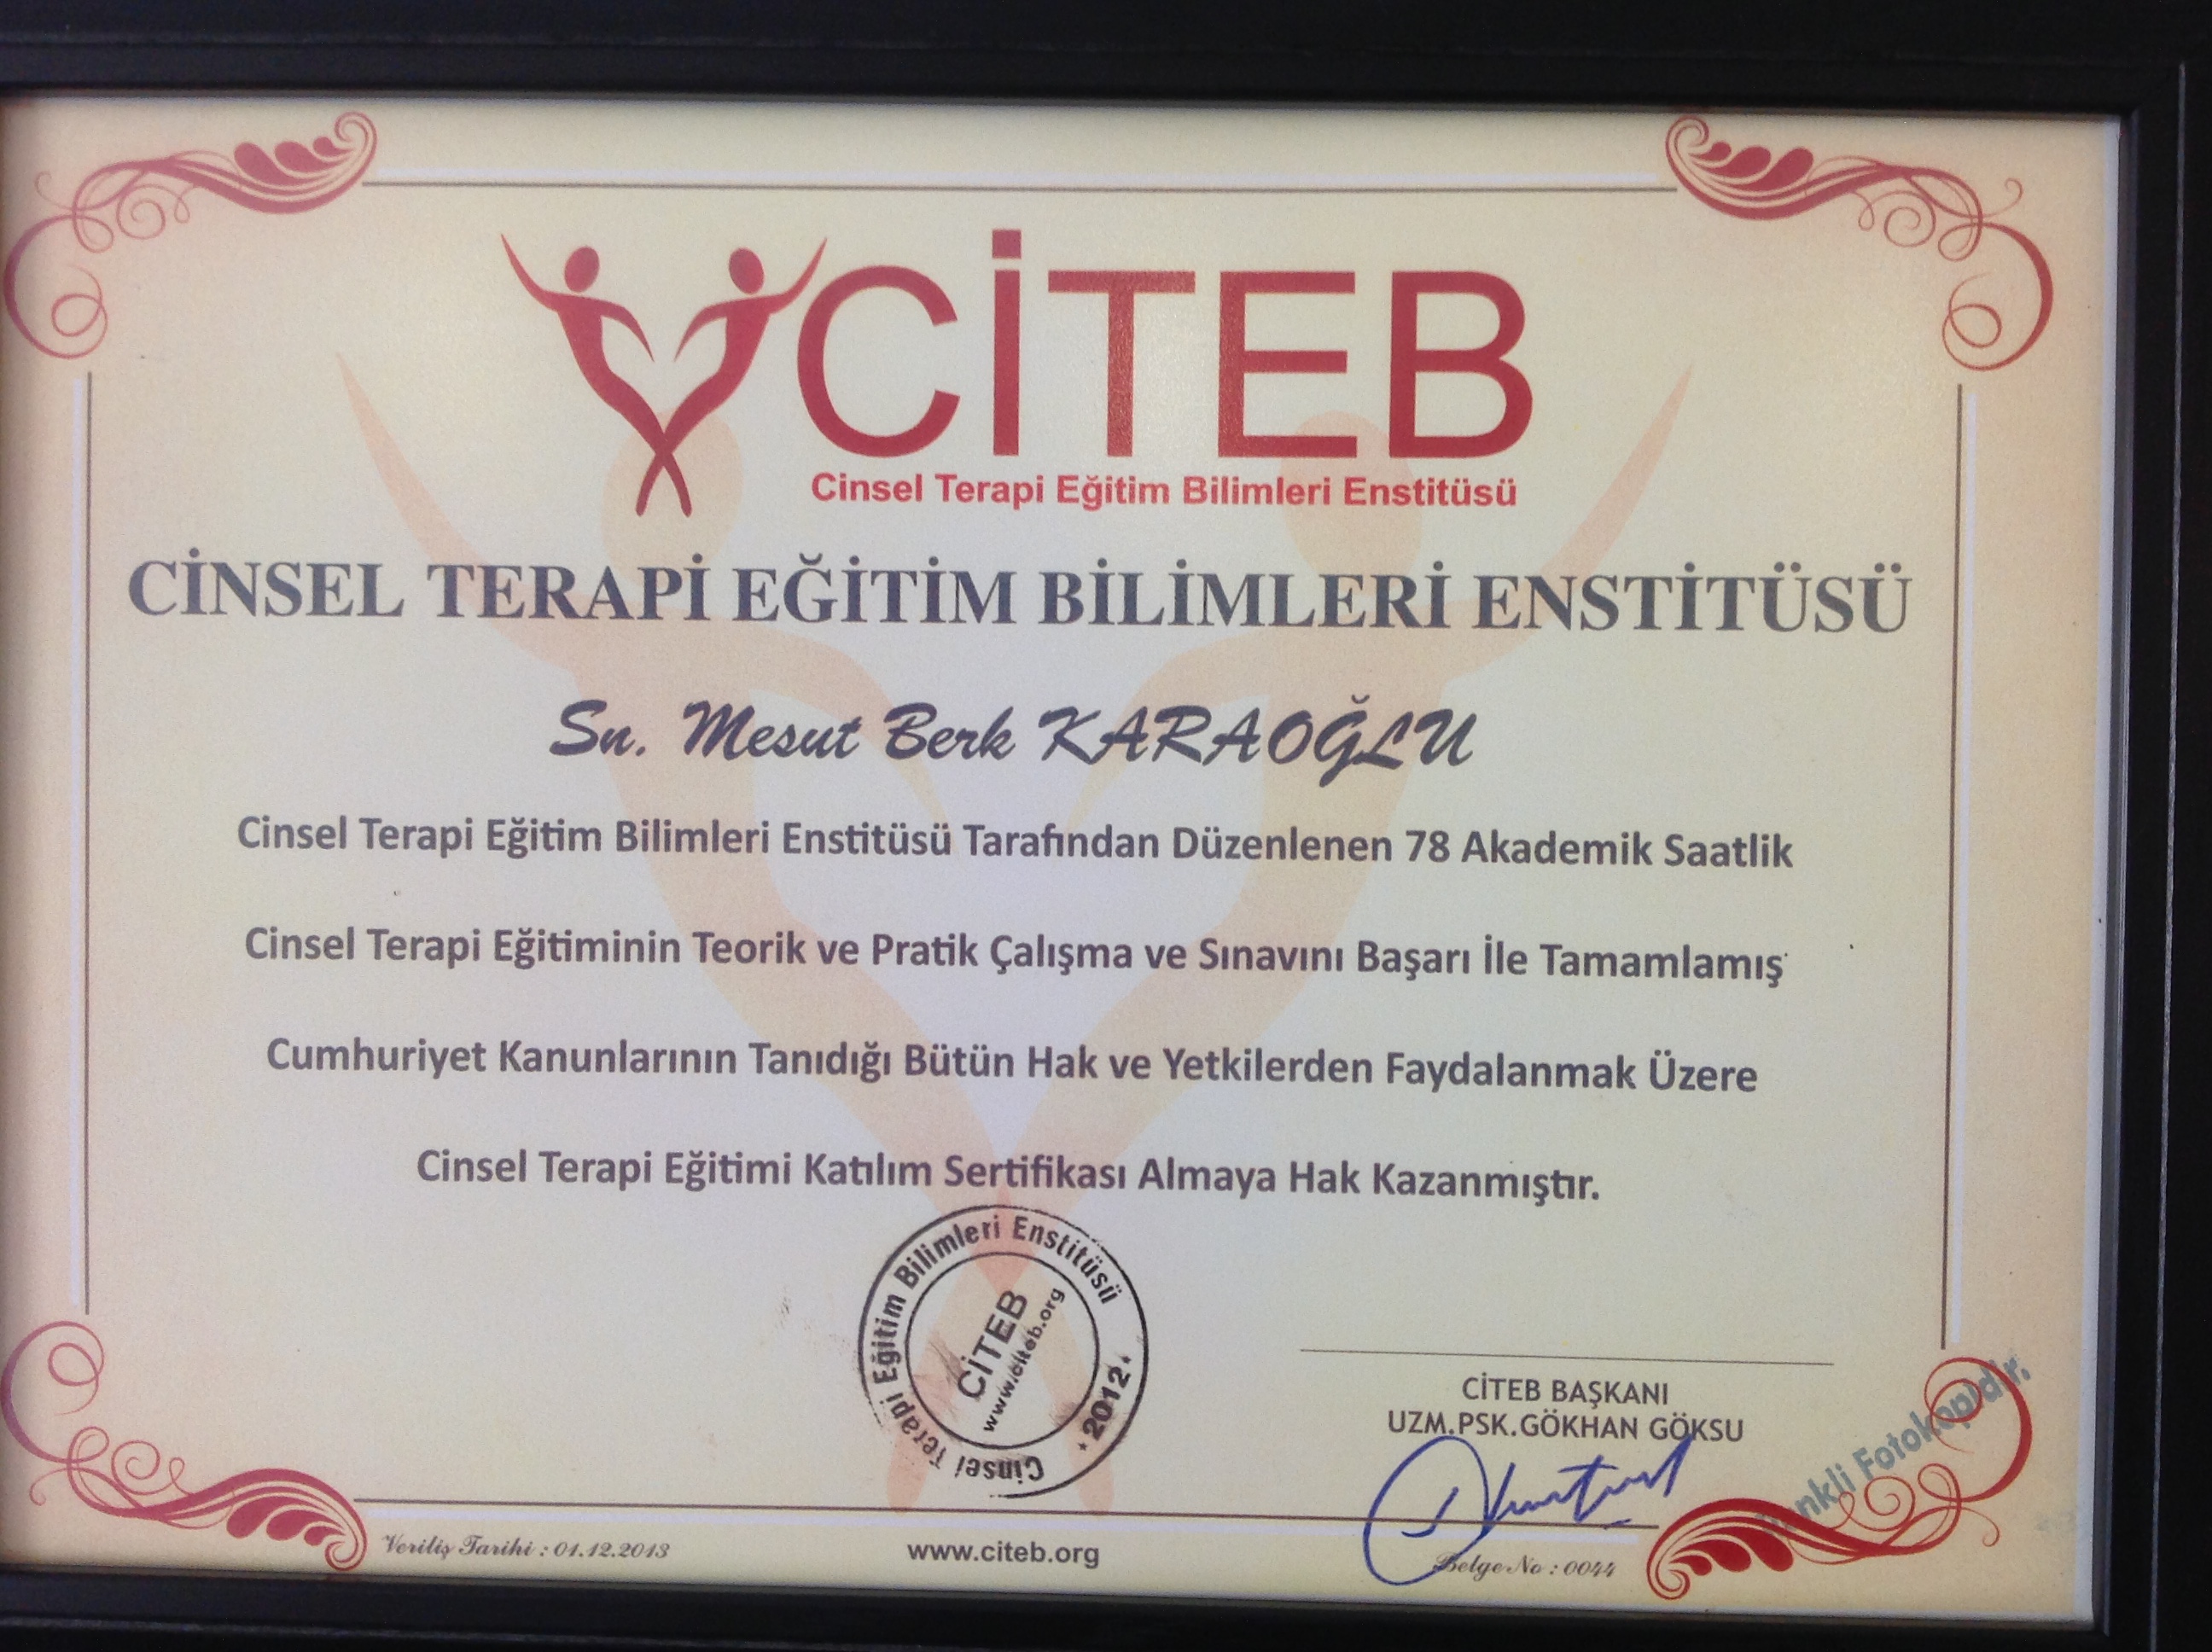 CİTEB
Cinsel Terapi Eğitim Bilimleri Enstitüsü
CİNSEL TERAPİ EĞİTİM BİLİMLERİ ENSTİTÜSÜ
Sn. Mesut Berk KARAOĞLU
Cinsel Terapi Eğitim Bilimleri Enstitüsü Tarafından Düzenlenen 78 Akademik Saatlik
Cinsel Terapi Eğitiminin Teorik ve Pratik Çalışma ve Sınavını Başarı İle Tamamlamış
Cumhuriyet Kanunlarının Tanıdığı Bütün Hak ve Yetkilerden Faydalanmak Üzere
Cinsel Terapi Eğitimi Katılım Sertifikası Almaya Hak Kazanmıştır.
Cinsel Terapi Eğitim Bilimleri Enstitüsü
CİTEB
www.citeb.org
*2012*
CİTEB BAŞKANI
UZM.PSK.GÖKHAN GÖKSU
Fotokopidir.
Veriliş Tarihi : 01.12.2013
www.citeb.org
Belge No : 0044